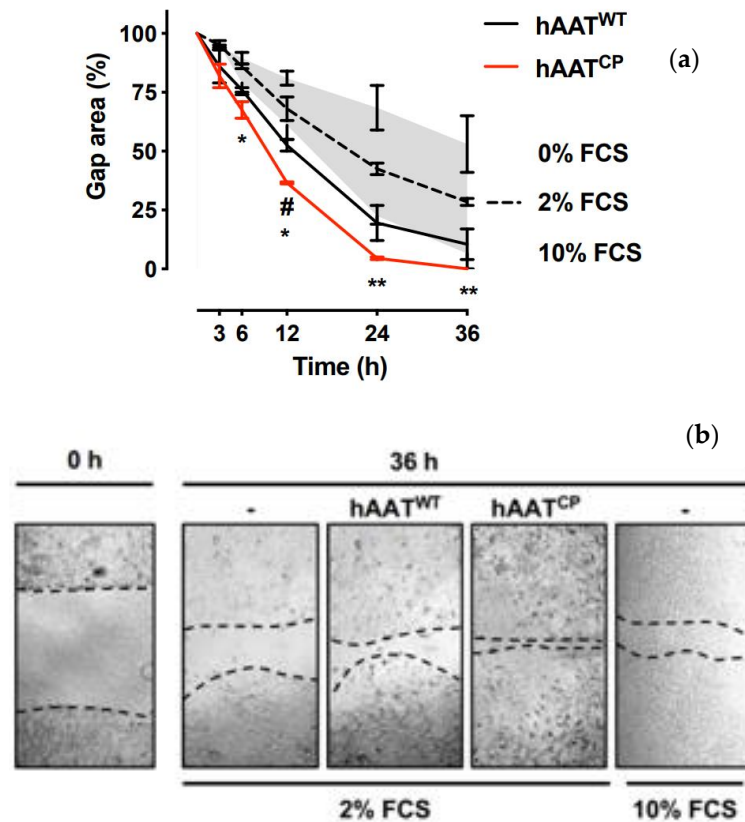 hAAT^WT
hAAT^CP
(a)
Gap area (%)
100
75
50
25
0
*
#
*
**
**
0% FCS
2% FCS
10% FCS
3 6 12 24 36
Time (h)
(b)
0 h 36 h
- hAAT^WT hAAT^CP -
2% FCS 10% FCS